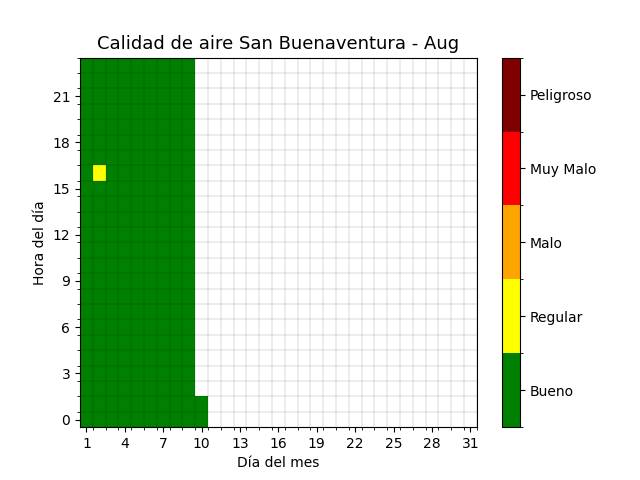 Calidad de aire San Buenaventura - Aug
Hora del día
21
18
15
12
9
6
3
0
1 4 7 10 13 16 19 22 25 28 31
Día del mes
Peligroso
Muy Malo
Malo
Regular
Bueno